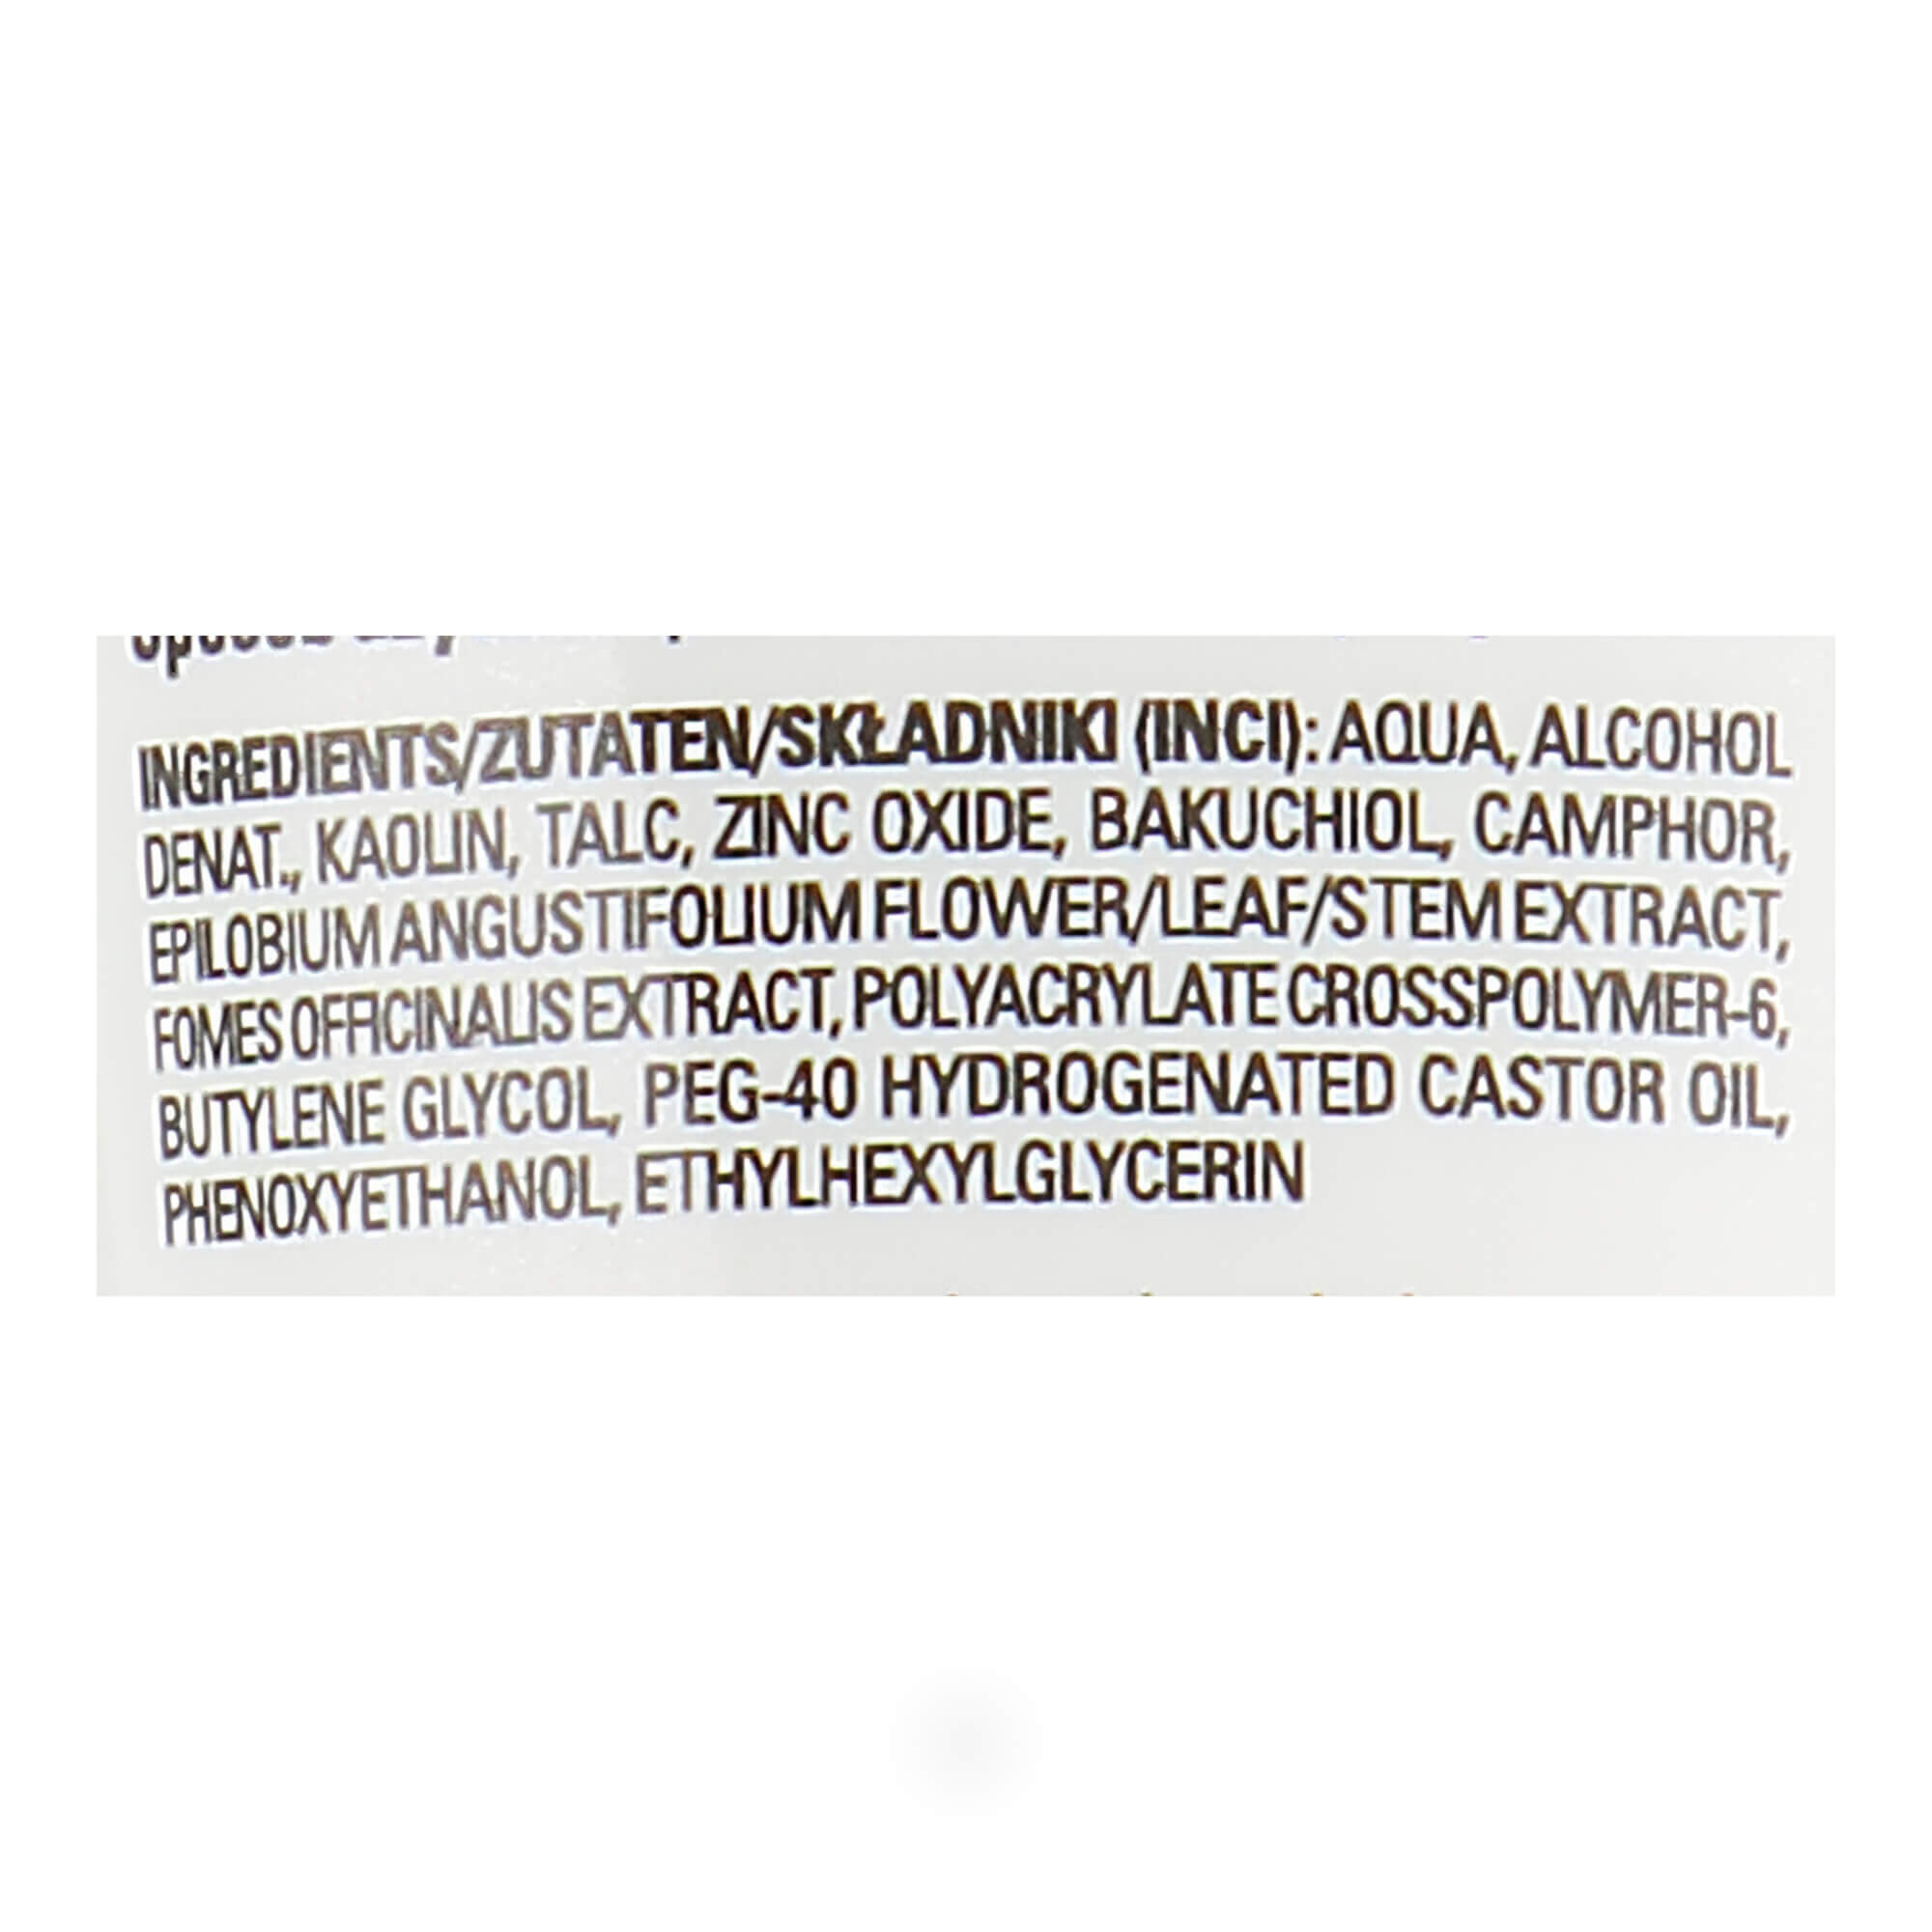 INGREDIENTS/ZUTATEN/SKŁADNIKI (INCI): AQUA, ALCOHOL
DENAT., KAOLIN, TALC, ZINC OXIDE, BAKUCHIOL, CAMPHOR,
EPILOBIUM ANGUSTIFOLIUM FLOWER/LEAF/STEM EXTRACT,
FOMES OFFICINALIS EXTRACT, POLYACRYLATE CROSSPOLYMER-6,
BUTYLENE GLYCOL, PEG-40 HYDROGENATED CASTOR OIL,
PHENOXYETHANOL, ETHYLHEXYLGLYCERIN